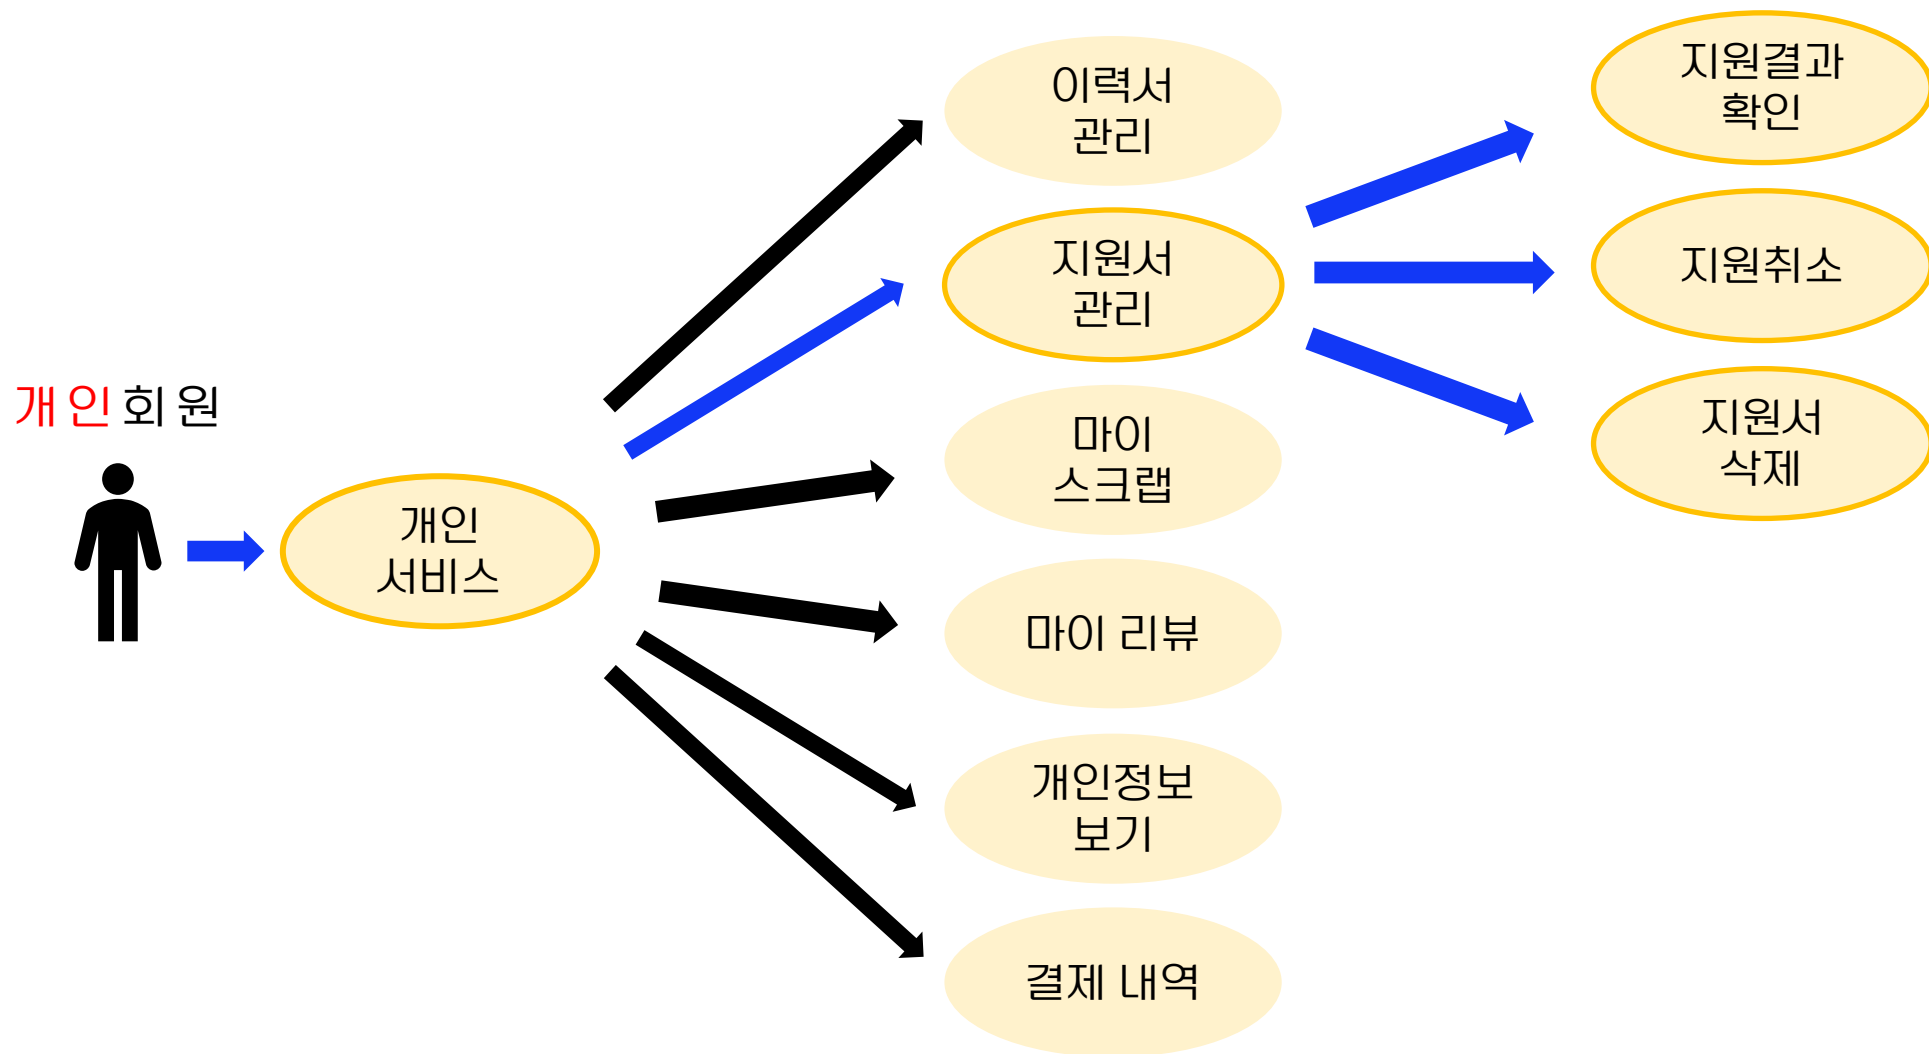 개인회원
개인
서비스
이력서
관리
지원서
관리
마이
스크랩
마이 리뷰
개인정보
보기
결제 내역
지원결과
확인
지원취소
지원서
삭제